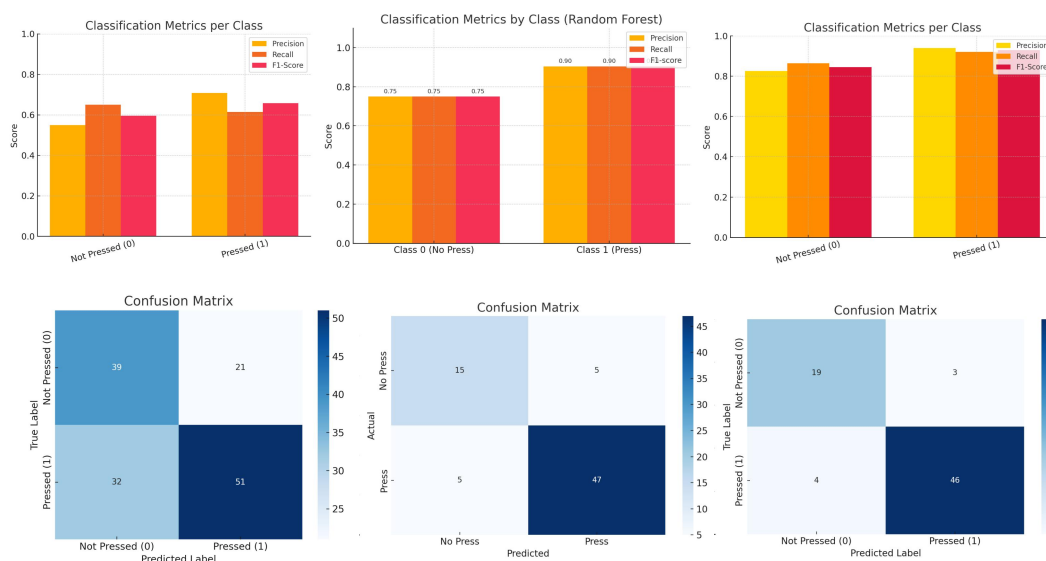 Classification Metrics per Class
1.0
0.8
0.6
0.4
0.2
0.0
Score
Precision
Recall
F1-Score
Not Pressed (0)
Pressed (1)
Classification Metrics by Class (Random Forest)
1.0
0.8
0.6
0.4
0.2
0.0
Score
Precision
Recall
F1-score
0.75
0.75
0.75
0.90
0.90
Class 0 (No Press)
Class 1 (Press)
Classification Metrics per Class
1.0
0.8
0.6
0.4
0.2
0.0
Score
Precision
Recall
F1-Score
Not Pressed (0)
Pressed (1)
Confusion Matrix
True Label
Not Pressed (0)
Pressed (1)
39
21
32
51
Not Pressed (0)
Pressed (1)
Predicted Label
50
45
40
35
30
25
Confusion Matrix
Actual
No Press
Press
15
5
5
47
No Press
Press
Predicted
45
40
35
30
25
20
15
10
5
Confusion Matrix
True Label
Not Pressed (0)
Pressed (1)
19
3
4
46
Not Pressed (0)
Pressed (1)
Predicted Label